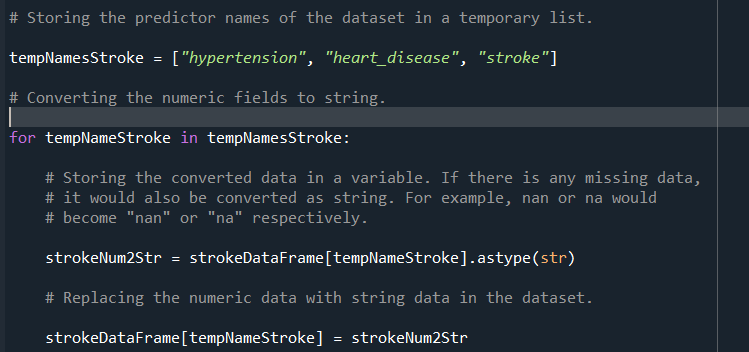 # Storing the predictor names of the dataset in a temporary list.
tempNamesStroke = ["hypertension", "heart_disease", "stroke"]
# Converting the numeric fields to string.
for tempNameStroke in tempNamesStroke:
# Storing the converted data in a variable. If there is any missing data,
# it would also be converted as string. For example, nan or na would
# become "nan" or "na" respectively.
strokeNum2Str = strokeDataFrame[tempNameStroke].astype(str)
# Replacing the numeric data with string data in the dataset.
strokeDataFrame[tempNameStroke] = strokeNum2Str